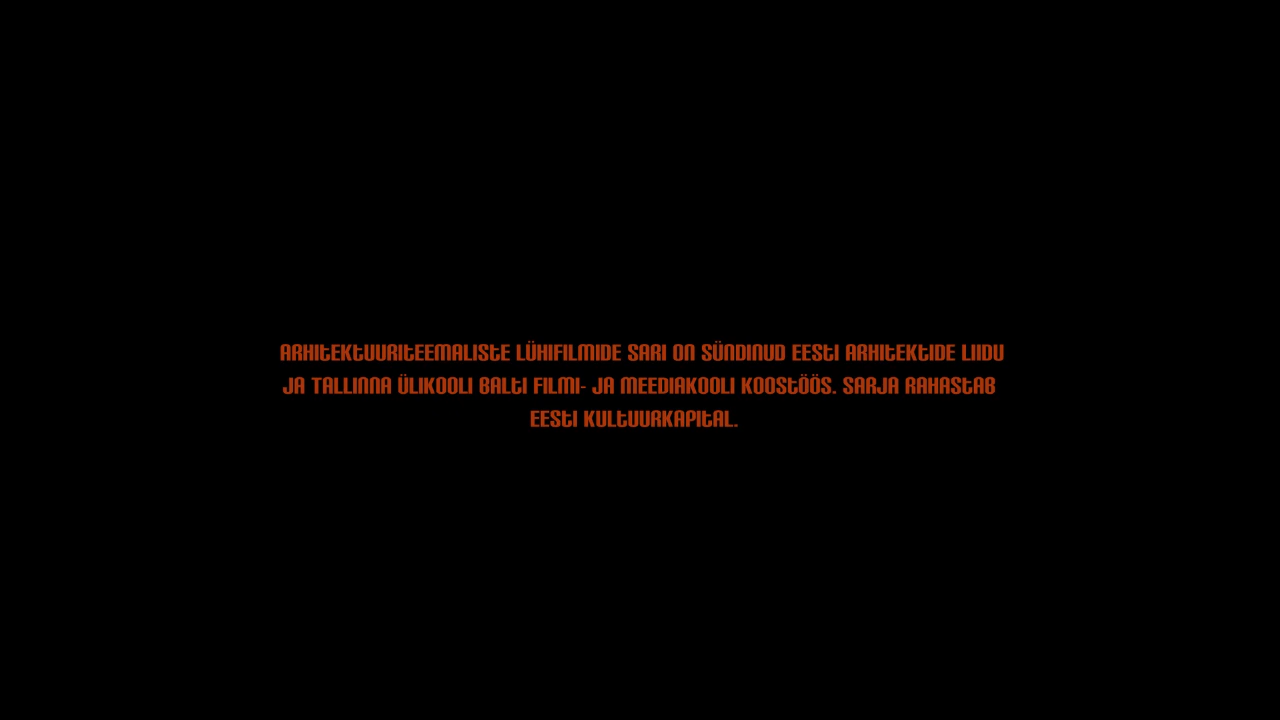 ARHITEKTUURITEEMALISTE LÜHIFILMIDE SARI ON SÜNDINUD EESTI ARHITEKTIDE LIIDU
JA TALLINNA ÜLIKOOLI BALTI FILMI- JA MEEDIAKOOLI KOOSTÖÖS. SARJA RAHASTAB
EESTI KULTUURKAPITAL.